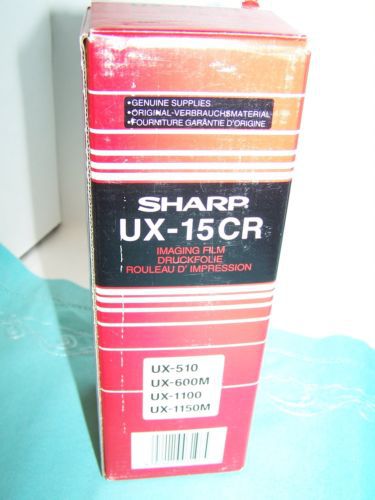 •GENUINE SUPPLIES
•ORIGINAL-VERBRAUCHSMATERIAL
•FOURNITURE GARANTIE D'ORIGINE
SHARP
UX-15CR
IMAGING FILM
DRUCKFOLIE
ROULEAU D' IMPRESSION
UX-510
UX-600M
UX-1100
UX-1150M